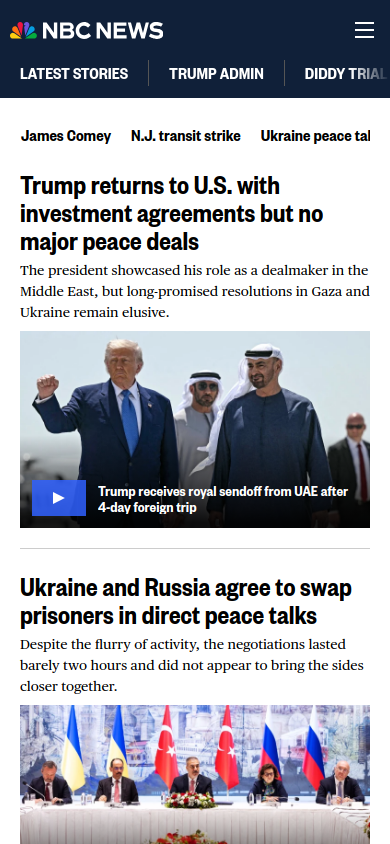 NBC NEWS
LATEST STORIES TRUMP ADMIN DIDDY TRIAL
James Comey N.J. transit strike Ukraine peace tal
Trump returns to U.S. with
investment agreements but no
major peace deals
The president showcased his role as a dealmaker in the
Middle East, but long-promised resolutions in Gaza and
Ukraine remain elusive.
Trump receives royal sendoff from UAE after
4-day foreign trip
Ukraine and Russia agree to swap
prisoners in direct peace talks
Despite the flurry of activity, the negotiations lasted
barely two hours and did not appear to bring the sides
closer together.